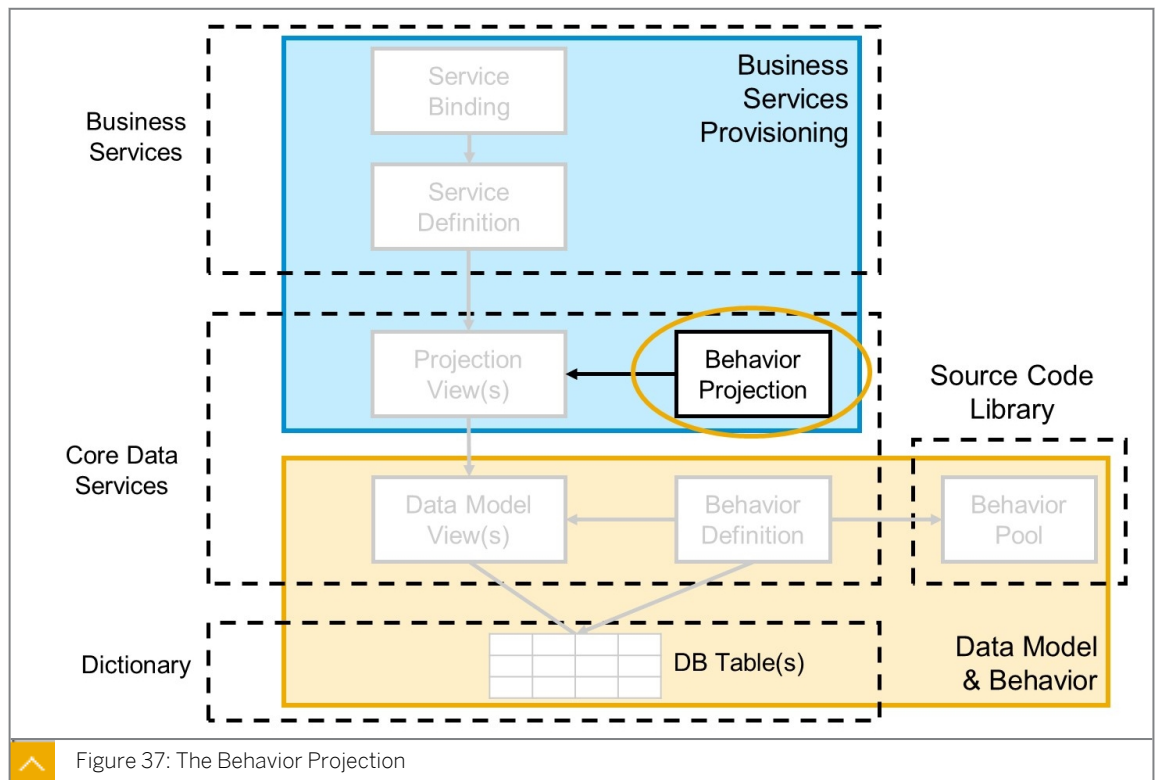 Service
Binding
Business
Services
Provisioning
Business
Services
Service
Definition
Projection
View(s)
Behavior
Projection
Source Code
Library
Core Data
Services
Data Model
View(s)
Behavior
Definition
Behavior
Pool
Dictionary
DB Table(s)
Data Model
& Behavior
Figure 37: The Behavior Projection